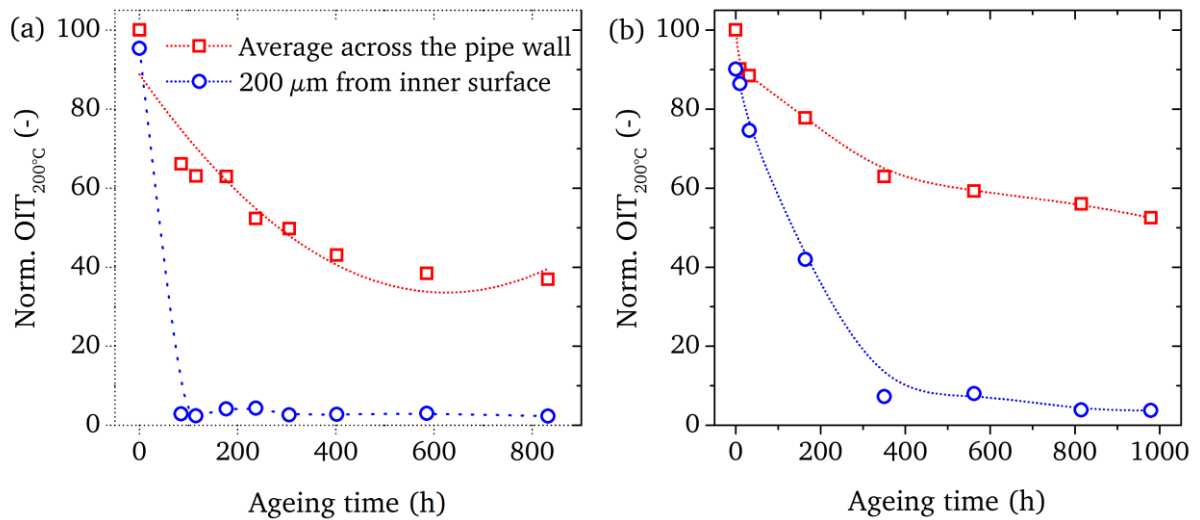 (a)
Average across the pipe wall
200 μm from inner surface
Norm. OIT200°C (-)
100
80
60
40
20
0
0 200 400 600 800
Ageing time (h)
(b)
Norm. OIT200°C (-)
100
80
60
40
20
0
0 200 400 600 800 1000
Ageing time (h)